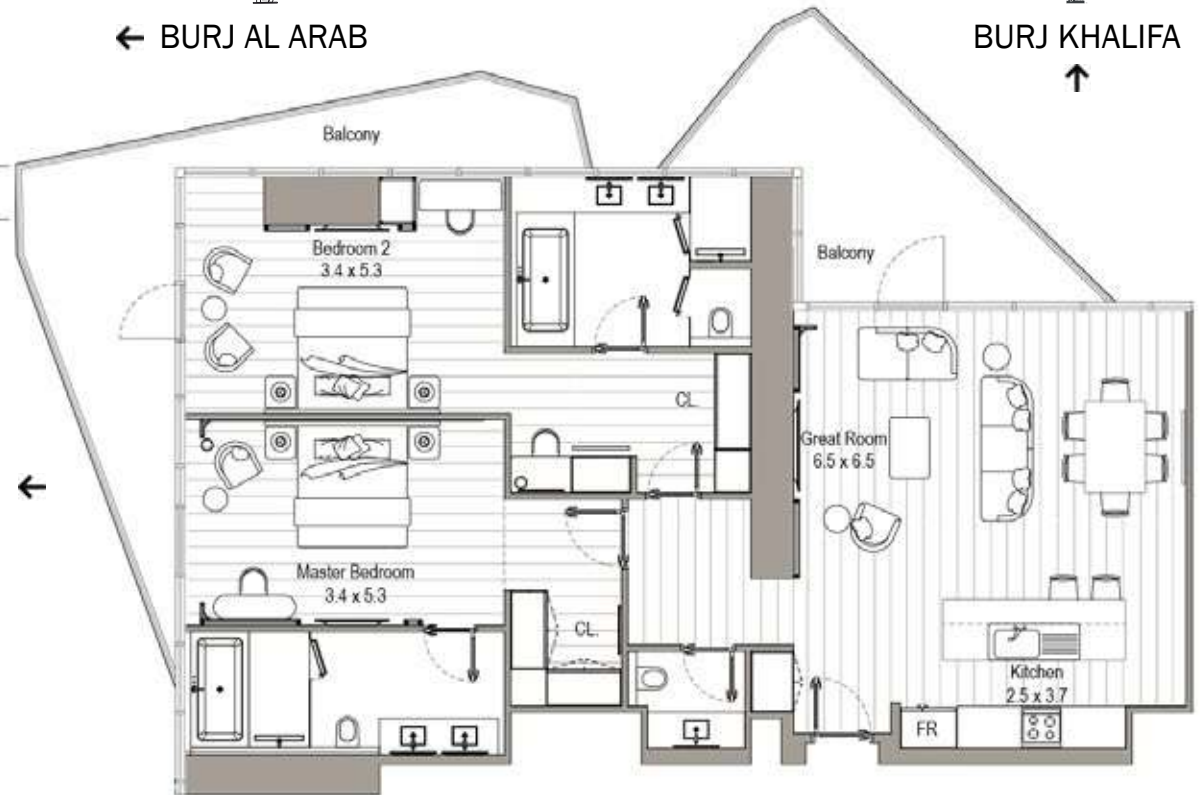 ← BURJ AL ARAB
BURJ KHALIFA
↑
Balcony
Bedroom 2
3.4 x 5.3
Balcony
CL.
Great Room
6.5 x 6.5
←
Master Bedroom
3.4 x 5.3
CL.
Kitchen
2.5 x 3.7
FR